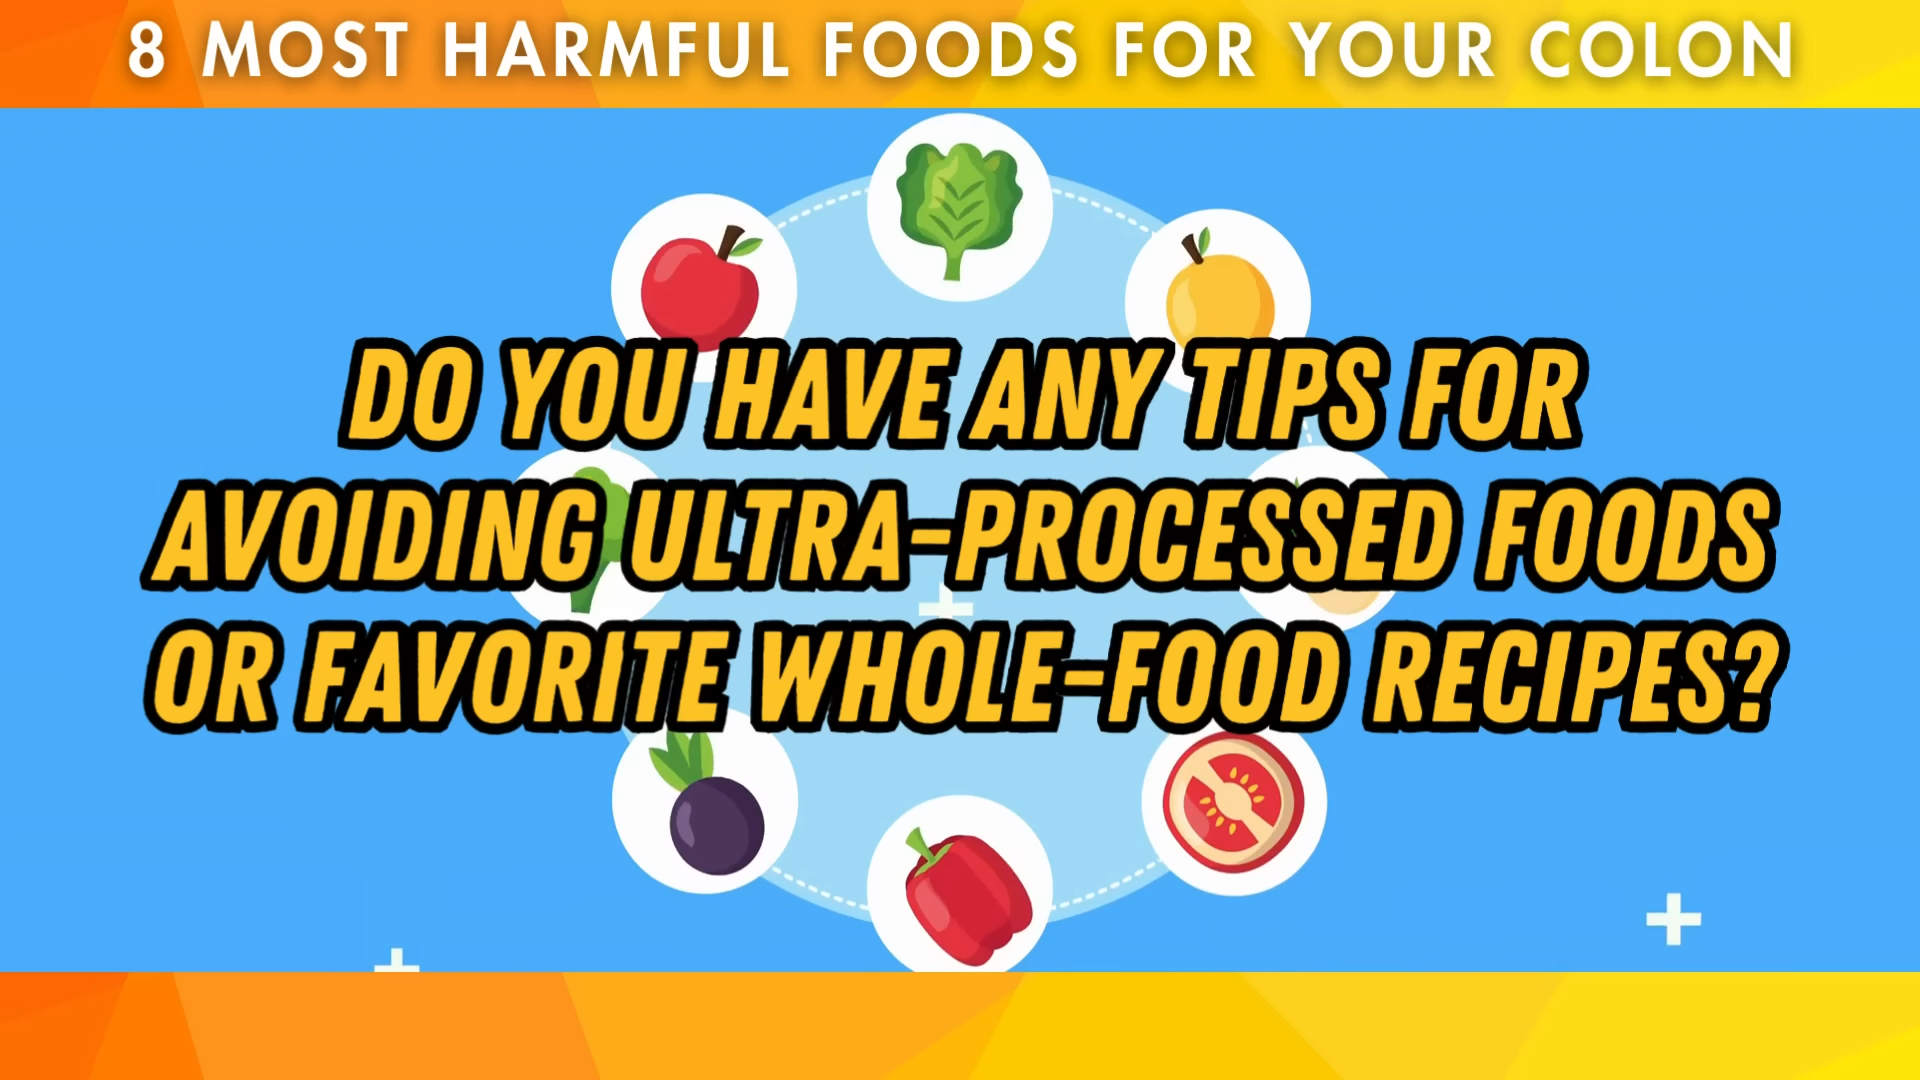 8 MOST HARMFUL FOODS FOR YOUR COLON
DO YOU HAVE ANY TIPS FOR
AVOIDING ULTRA-PROCESSED FOODS
OR FAVORITE WHOLE-FOOD RECIPES?